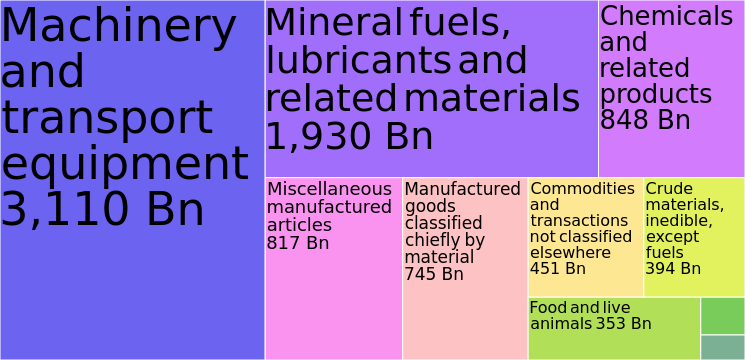 Machinery
and
transport
equipment
3,110 Bn
Mineral fuels,
lubricants and
related materials
1,930 Bn
Chemicals
and
related
products
848 Bn
Miscellaneous
manufactured
articles
817 Bn
Manufactured
goods
classified
chiefly by
material
745 Bn
Commodities
and
transactions
not classified
elsewhere
451 Bn
Crude
materials,
inedible,
except
fuels
394 Bn
Food and live
animals 353 Bn